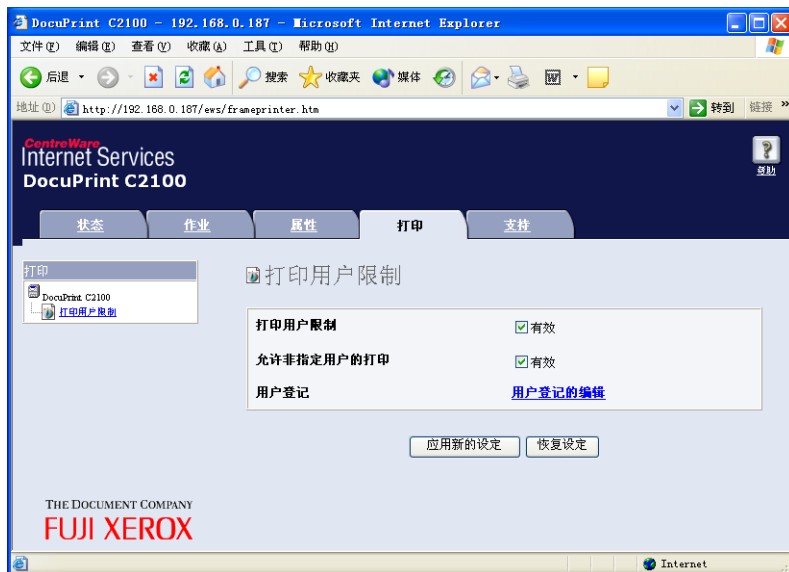 DocuPrint C2100 - 192.168.0.187 - Microsoft Internet Explorer
文件(F) 编辑(E) 查看(V) 收藏(A) 工具(T) 帮助(H)
后退 搜索 收藏夹 媒体
地址(D) http://192.168.0.187/ews/frameprinter.htm 转到 链接 »
CentreWare
Internet Services
DocuPrint C2100
帮助
状态 作业 属性 打印 支持
打印
DocuPrint C2100
打印用户限制
打印用户限制
打印用户限制 有效
允许非指定用户的打印 有效
用户登记 用户登记的编辑
应用新的设定 恢复设定
THE DOCUMENT COMPANY
FUJI XEROX
Internet